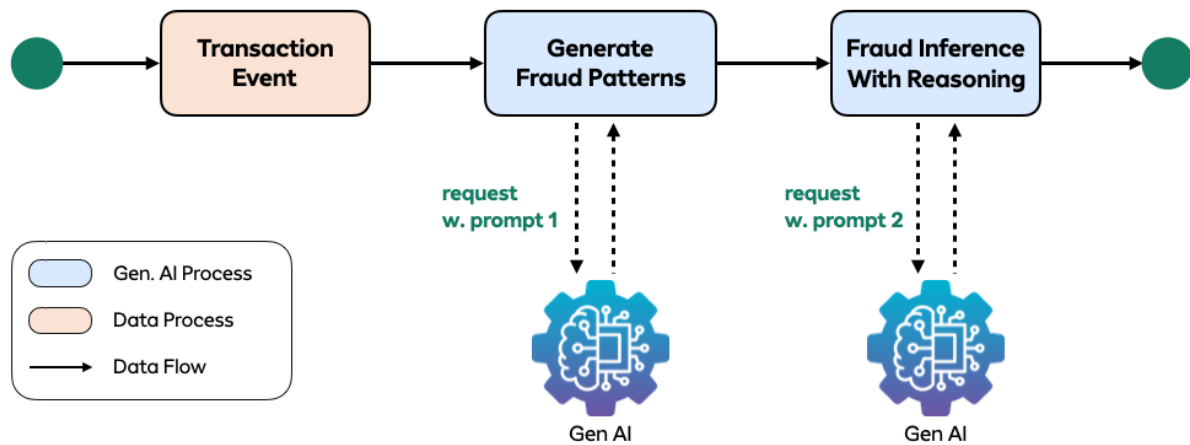 Transaction
Event
Generate
Fraud Patterns
Fraud Inference
With Reasoning
request
w. prompt 1
request
w. prompt 2
Gen. AI Process
Data Process
Data Flow
Gen AI
Gen AI